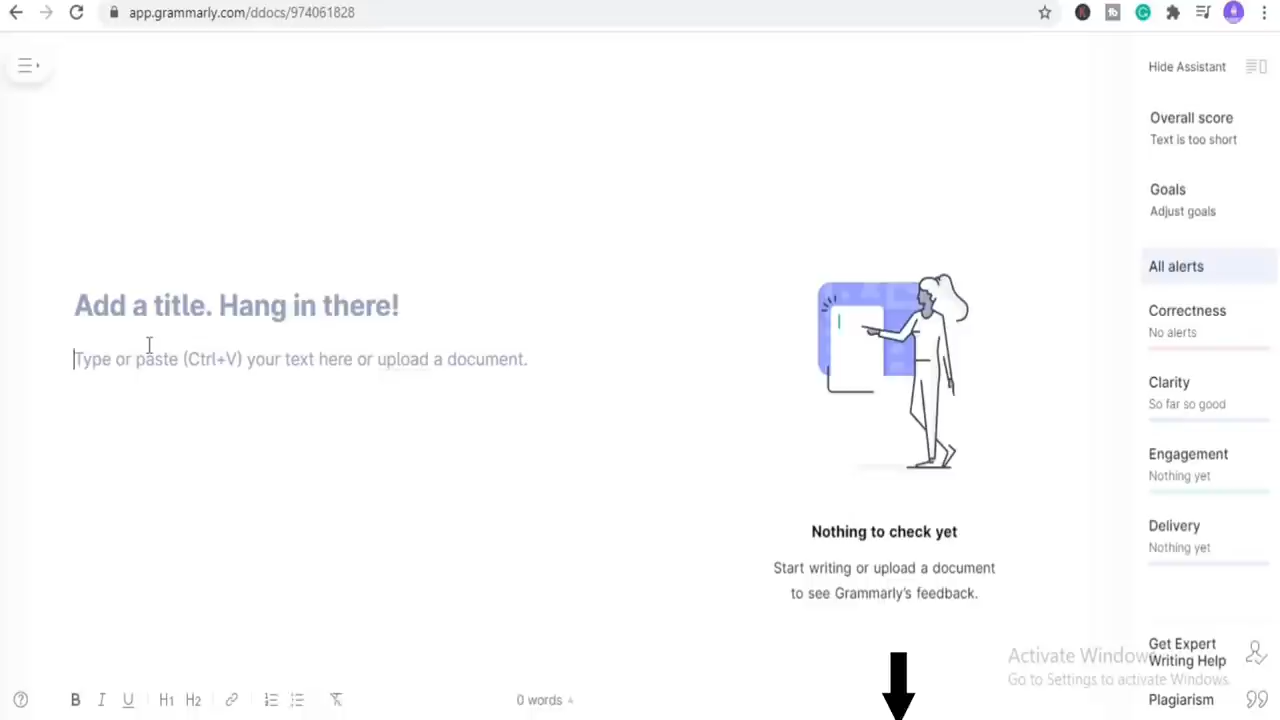 app.grammarly.com/ddocs/974061828
Hide Assistant
Overall score
Text is too short
Goals
Adjust goals
All alerts
Add a title. Hang in there!
Correctness
No alerts
Type or paste (Ctrl+V) your text here or upload a document.
Clarity
So far so good
Engagement
Nothing yet
Delivery
Nothing yet
Nothing to check yet
Start writing or upload a document
to see Grammarly's feedback.
Get Expert
Writing Help
Activate Windows
Go to Settings to activate Windows.
B I U H1 H2
0 words
Plagiarism